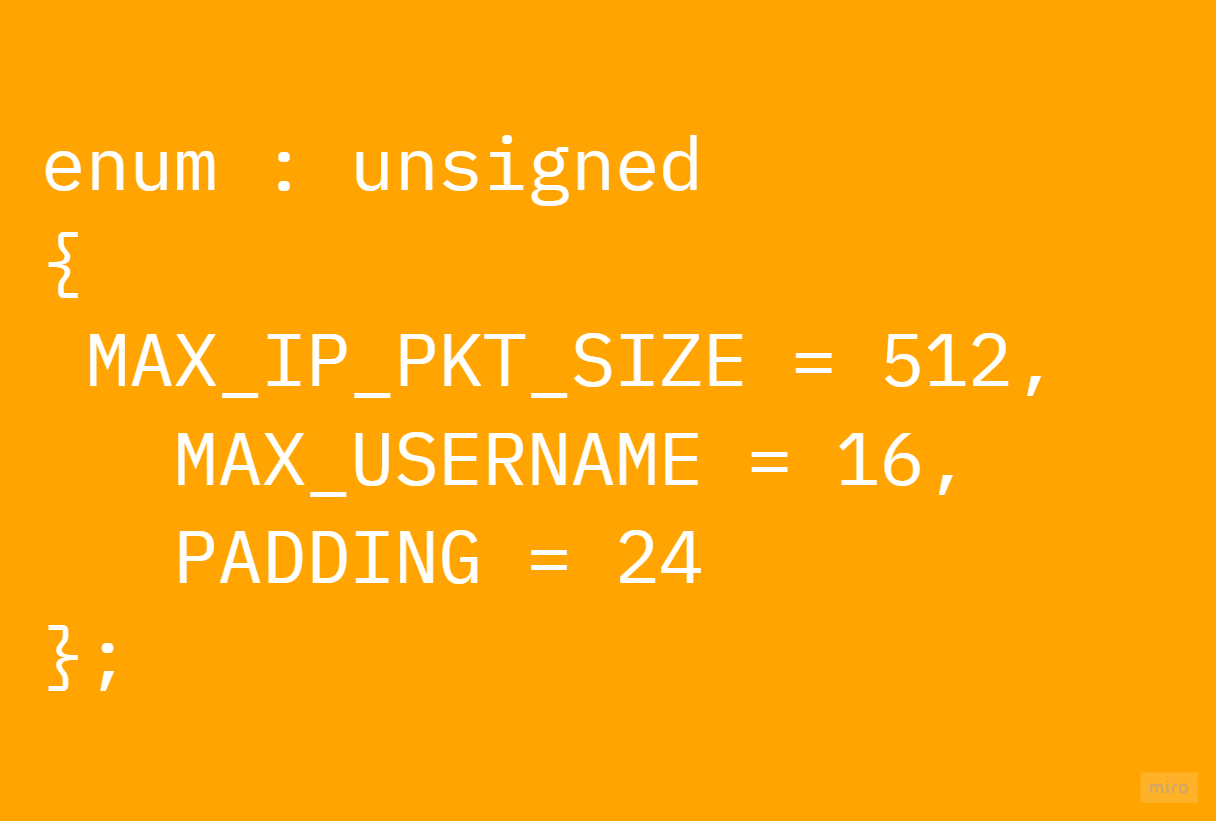 enum : unsigned
{
 MAX_IP_PKT_SIZE = 512,
   MAX_USERNAME = 16,
   PADDING = 24
};
miro